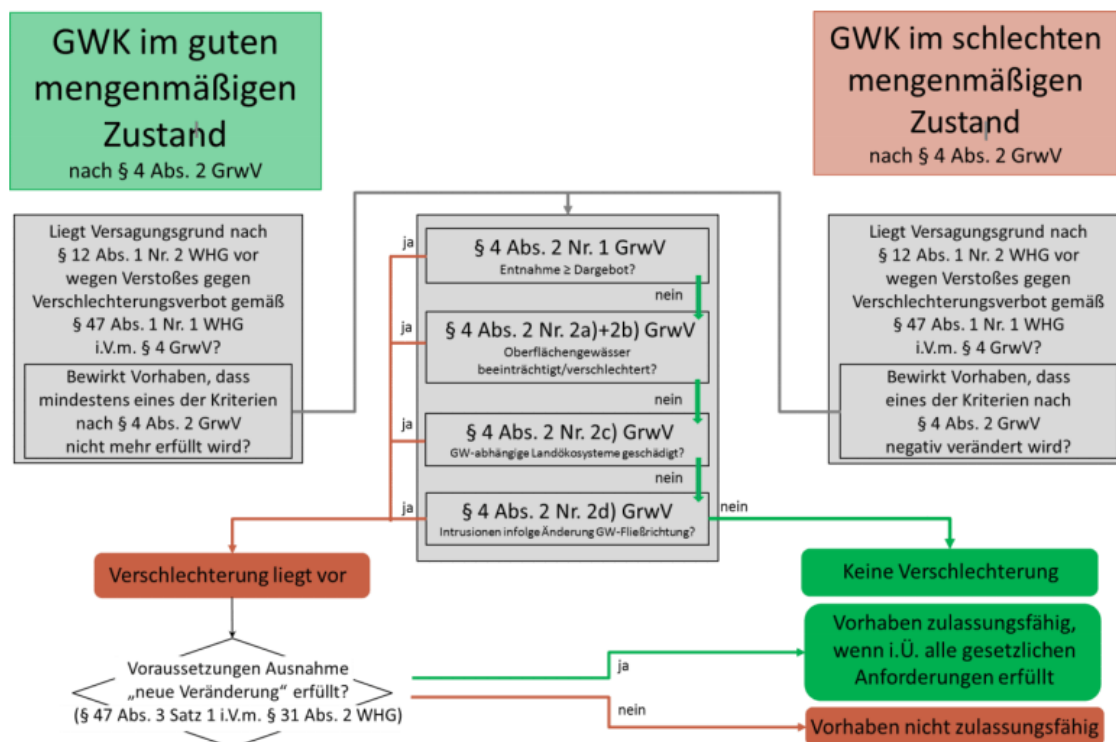 GWK im guten
mengenmäßigen
Zustand
nach § 4 Abs. 2 GrwV
GWK im schlechten
mengenmäßigen
Zustand
nach § 4 Abs. 2 GrwV
Liegt Versagungsgrund nach
§ 12 Abs. 1 Nr. 2 WHG vor
wegen Verstoßes gegen
Verschlechterungsverbot gemäß
§ 47 Abs. 1 Nr. 1 WHG
i.V.m. § 4 GrwV?
Bewirkt Vorhaben, dass
mindestens eines der Kriterien
nach § 4 Abs. 2 GrwV
nicht mehr erfüllt wird?
ja
§ 4 Abs. 2 Nr. 1 GrwV
Entnahme ≥ Dargebot?
nein
ja
§ 4 Abs. 2 Nr. 2a)+2b) GrwV
Oberflächengewässer
beeinträchtigt/verschlechtert?
nein
ja
§ 4 Abs. 2 Nr. 2c) GrwV
GW-abhängige Landökosysteme geschädigt?
nein
ja
§ 4 Abs. 2 Nr. 2d) GrwV
Intrusionen infolge Änderung GW-Fließrichtung?
nein
Liegt Versagungsgrund nach
§ 12 Abs. 1 Nr. 2 WHG vor
wegen Verstoßes gegen
Verschlechterungsverbot gemäß
§ 47 Abs. 1 Nr. 1 WHG
i.V.m. § 4 GrwV?
Bewirkt Vorhaben, dass
eines der Kriterien nach
§ 4 Abs. 2 GrwV
negativ verändert wird?
Verschlechterung liegt vor
Keine Verschlechterung
Voraussetzungen Ausnahme
„neue Veränderung“ erfüllt?
(§ 47 Abs. 3 Satz 1 i.V.m. § 31 Abs. 2 WHG)
ja
Vorhaben zulassungsfähig,
wenn i.Ü. alle gesetzlichen
Anforderungen erfüllt
nein
Vorhaben nicht zulassungsfähig